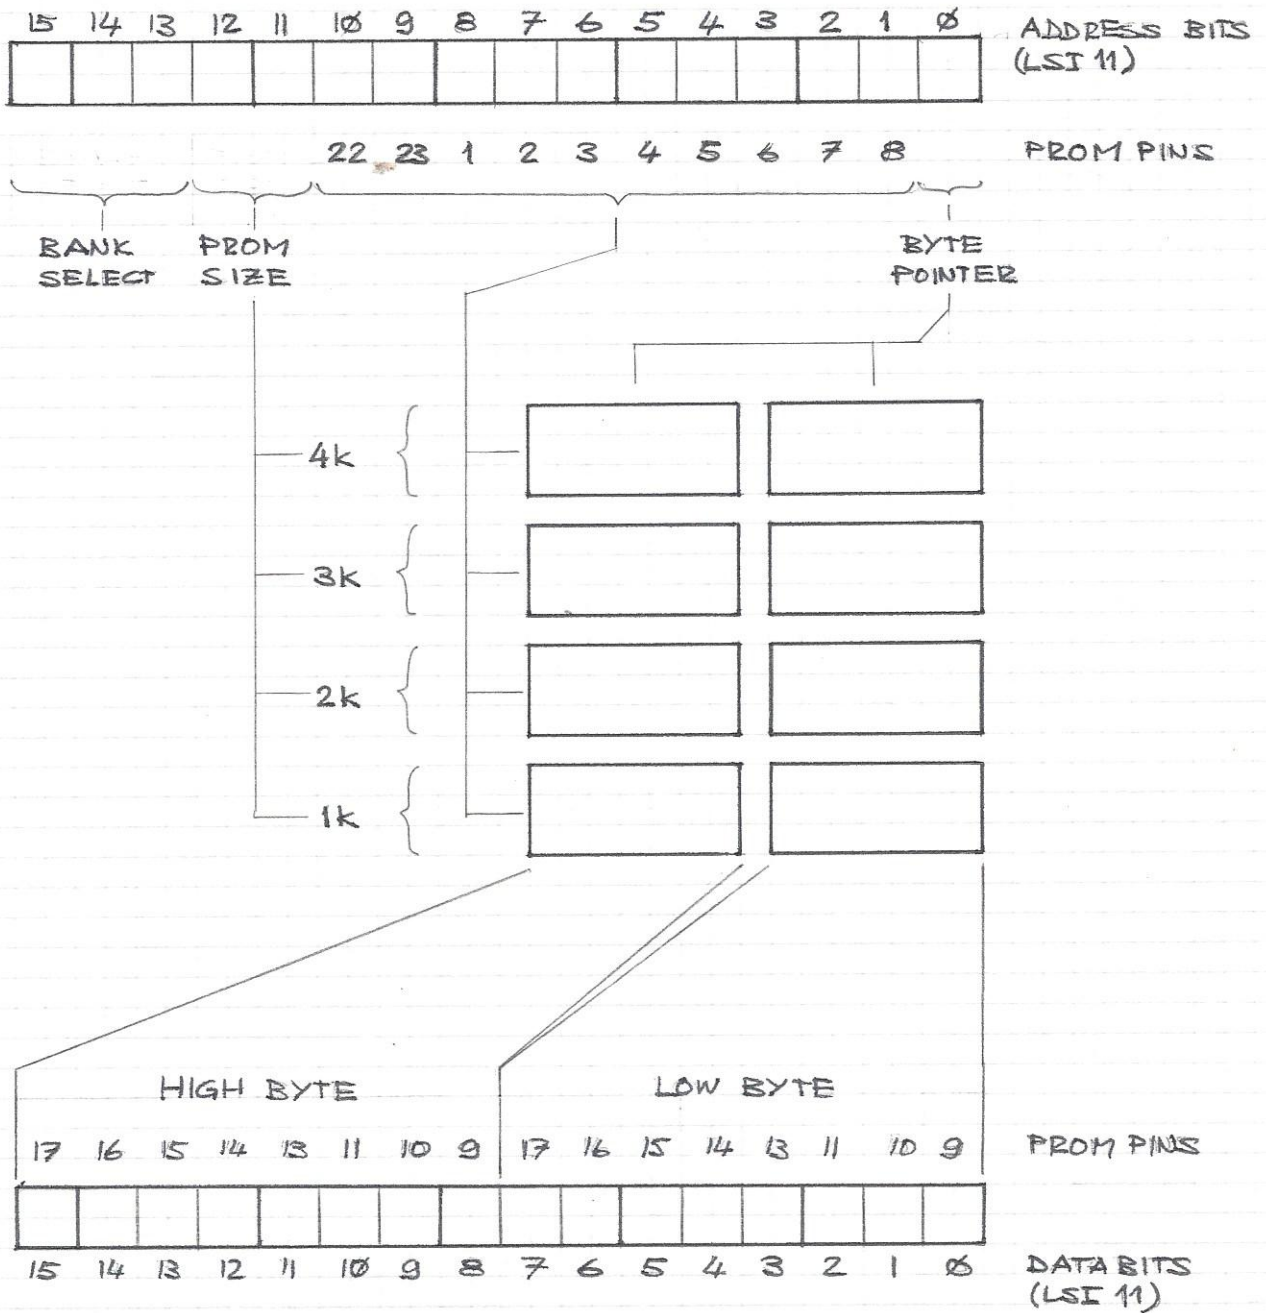 15 14 13 12 11 1Ø 9 8 7 6 5 4 3 2 1 Ø ADDRESS BITS
(LSI 11)
22 23 1 2 3 4 5 6 7 8 PROM PINS
BANK SELECT
PROM SIZE
BYTE POINTER
4k
3k
2k
1k
HIGH BYTE LOW BYTE
17 16 15 14 13 11 10 9 17 16 15 14 13 11 10 9 PROM PINS
15 14 13 12 11 1Ø 9 8 7 6 5 4 3 2 1 Ø DATA BITS
(LSI 11)